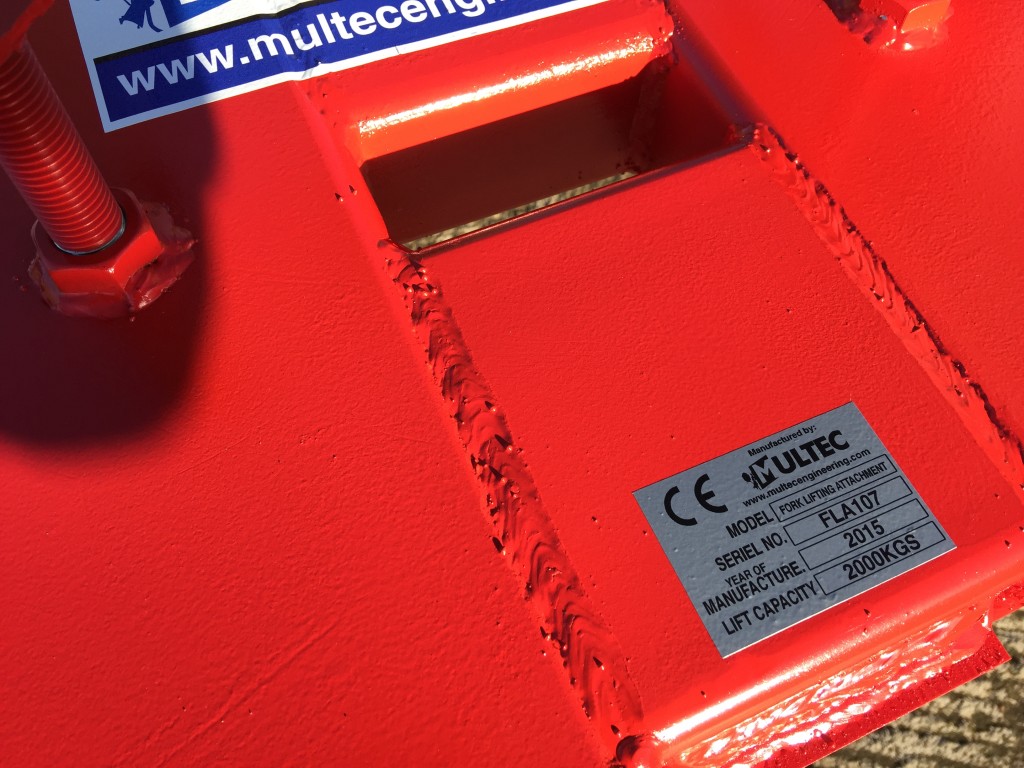 www.multecengine
Manufactured by:
MULTEC
www.multecengineering.com
CE
MODEL FORK LIFTING ATTACHMENT
SERIEL NO. FLA107
YEAR OF
MANUFACTURE. 2015
LIFT CAPACITY 2000KGS